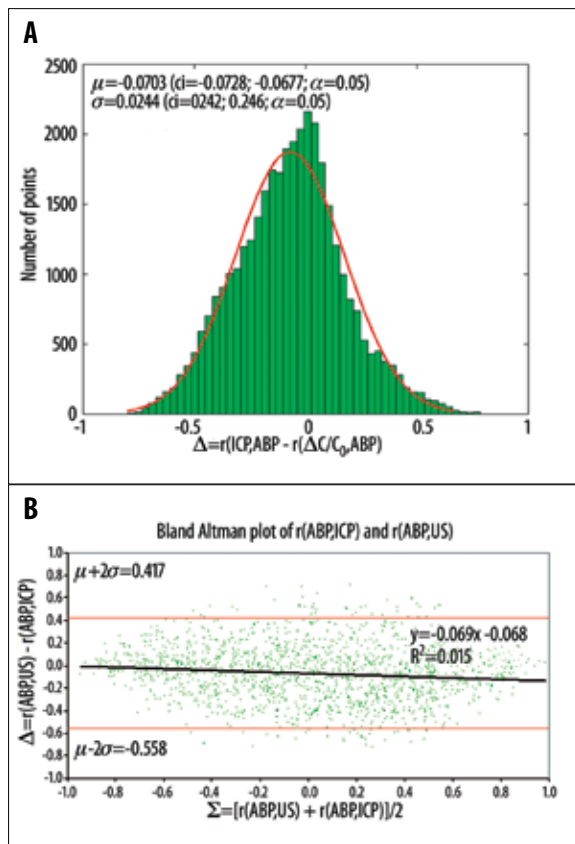 A
2500
2000
1500
1000
500
0
Number of points
μ=-0.0703 (ci=-0.0728; -0.0677; α=0.05)
σ=0.0244 (ci=0242; 0.246; α=0.05)
-1 -0.5 0 0.5 1
Δ=r(ICP,ABP - r(ΔC/C₀,ABP)
B
Bland Altman plot of r(ABP,ICP) and r(ABP,US)
1.0
0.8
0.6
0.4
0.2
0.0
-0.2
-0.4
-0.6
-0.8
-1.0
Δ=r(ABP,US) - r(ABP,ICP)
μ+2σ=0.417
y=-0.069x -0.068
R²=0.015
μ-2σ=-0.558
-1.0 -0.8 -0.6 -0.4 -0.2 0.0 0.2 0.4 0.6 0.8 1.0
Σ=[r(ABP,US) + r(ABP,ICP)]/2